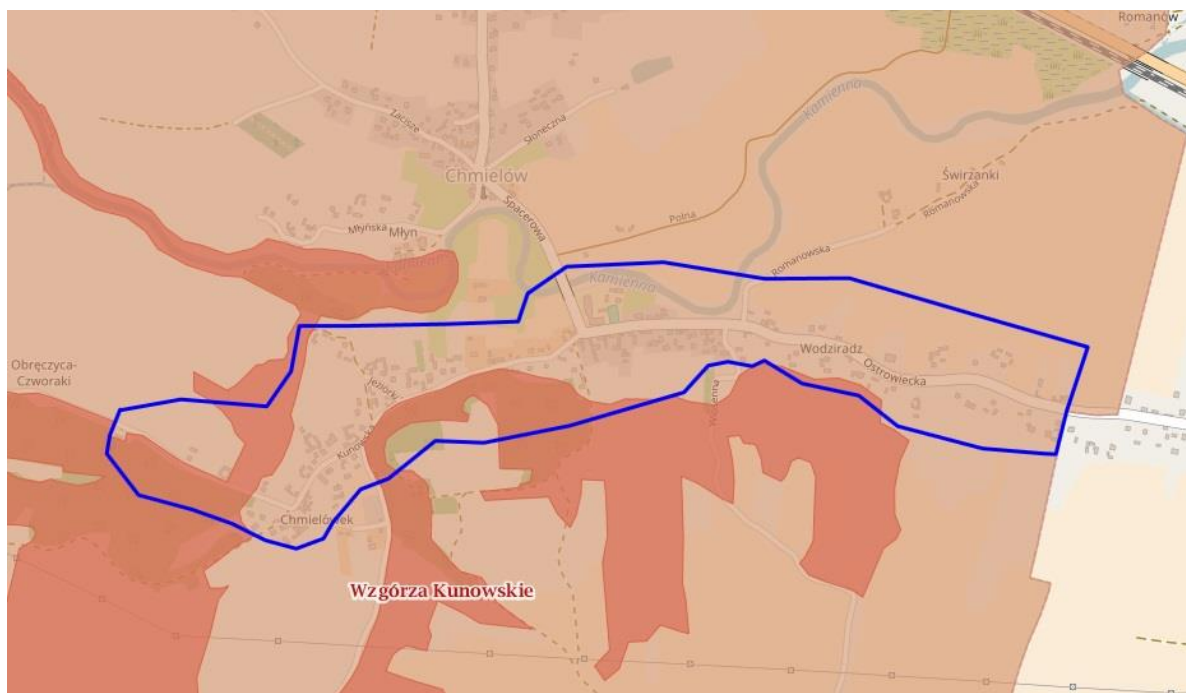 Romanów
Kamienna
Zacisze
Słoneczna
Chmielów
Świrzanki
Romanowska
Spacerowa
Polna
Młyńska
Młyn
Romanowska
Kamienna
Wodziradz
Obręczyca-
Czworaki
Ostrowiecka
Kunowska
Chmielówek
Wzgórza Kunowskie